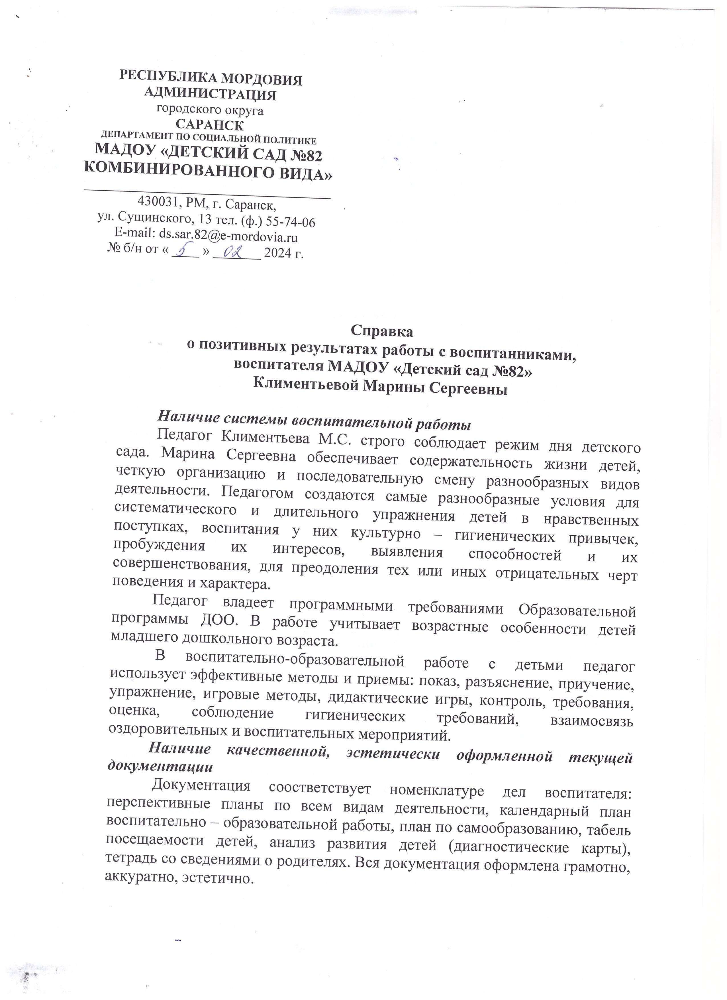 РЕСПУБЛИКА МОРДОВИЯ
АДМИНИСТРАЦИЯ
городского округа
САРАНСК
ДЕПАРТАМЕНТ ПО СОЦИАЛЬНОЙ ПОЛИТИКЕ
МАДОУ «ДЕТСКИЙ САД №82
КОМБИНИРОВАННОГО ВИДА»
430031, РМ, г. Саранск,
ул. Сущинского, 13 тел. (ф.) 55-74-06
E-mail: ds.sar.82@e-mordovia.ru
№ б/н от « 5 » 02 2024 г.
Справка
о позитивных результатах работы с воспитанниками,
воспитателя МАДОУ «Детский сад №82»
Климентьевой Марины Сергеевны
Наличие системы воспитательной работы
Педагог Климентьева М.С. строго соблюдает режим дня детского
сада. Марина Сергеевна обеспечивает содержательность жизни детей,
четкую организацию и последовательную смену разнообразных видов
деятельности. Педагогом создаются самые разнообразные условия для
систематического и длительного упражнения детей в нравственных
поступках, воспитания у них культурно – гигиенических привычек,
пробуждения их интересов, выявления способностей и их
совершенствования, для преодоления тех или иных отрицательных черт
поведения и характера.
Педагог владеет программными требованиями Образовательной
программы ДОО. В работе учитывает возрастные особенности детей
младшего дошкольного возраста.
В воспитательно-образовательной работе с детьми педагог
использует эффективные методы и приемы: показ, разъяснение, приучение,
упражнение, игровые методы, дидактические игры, контроль, требования,
оценка, соблюдение гигиенических требований, взаимосвязь
оздоровительных и воспитательных мероприятий.
Наличие качественной, эстетически оформленной текущей
документации
Документация соостветствует номенклатуре дел воспитателя:
перспективные планы по всем видам деятельности, календарный план
воспитательно – образовательной работы, план по самообразованию, табель
посещаемости детей, анализ развития детей (диагностические карты),
тетрадь со сведениями о родителях. Вся документация оформлена грамотно,
аккуратно, эстетично.